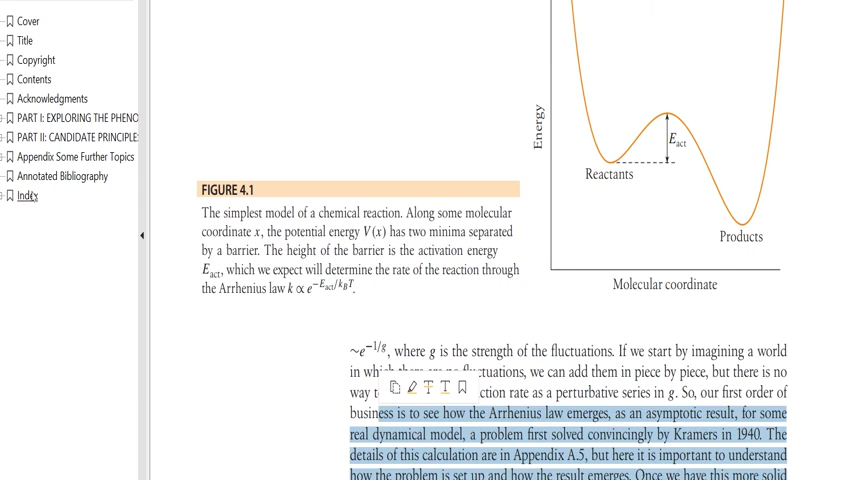 Cover
Title
Copyright
Contents
Acknowledgments
PART I: EXPLORING THE PHENO
PART II: CANDIDATE PRINCIPLE
Appendix Some Further Topics
Annotated Bibliography
Index
Energy
E_act
Reactants
Products
Molecular coordinate
FIGURE 4.1
The simplest model of a chemical reaction. Along some molecular
coordinate x, the potential energy V(x) has two minima separated
by a barrier. The height of the barrier is the activation energy
E_act, which we expect will determine the rate of the reaction through
the Arrhenius law k ∝ e^{−E_act/k_BT}.
~e^{−1/g}, where g is the strength of the fluctuations. If we start by imagining a world
in which there are no fluctuations, we can add them in piece by piece, but there is no
way t ction rate as a perturbative series in g. So, our first order of
business is to see how the Arrhenius law emerges, as an asymptotic result, for some
real dynamical model, a problem first solved convincingly by Kramers in 1940. The
details of this calculation are in Appendix A.5, but here it is important to understand
how the problem is set up and how the result emerges. Once we have this more solid